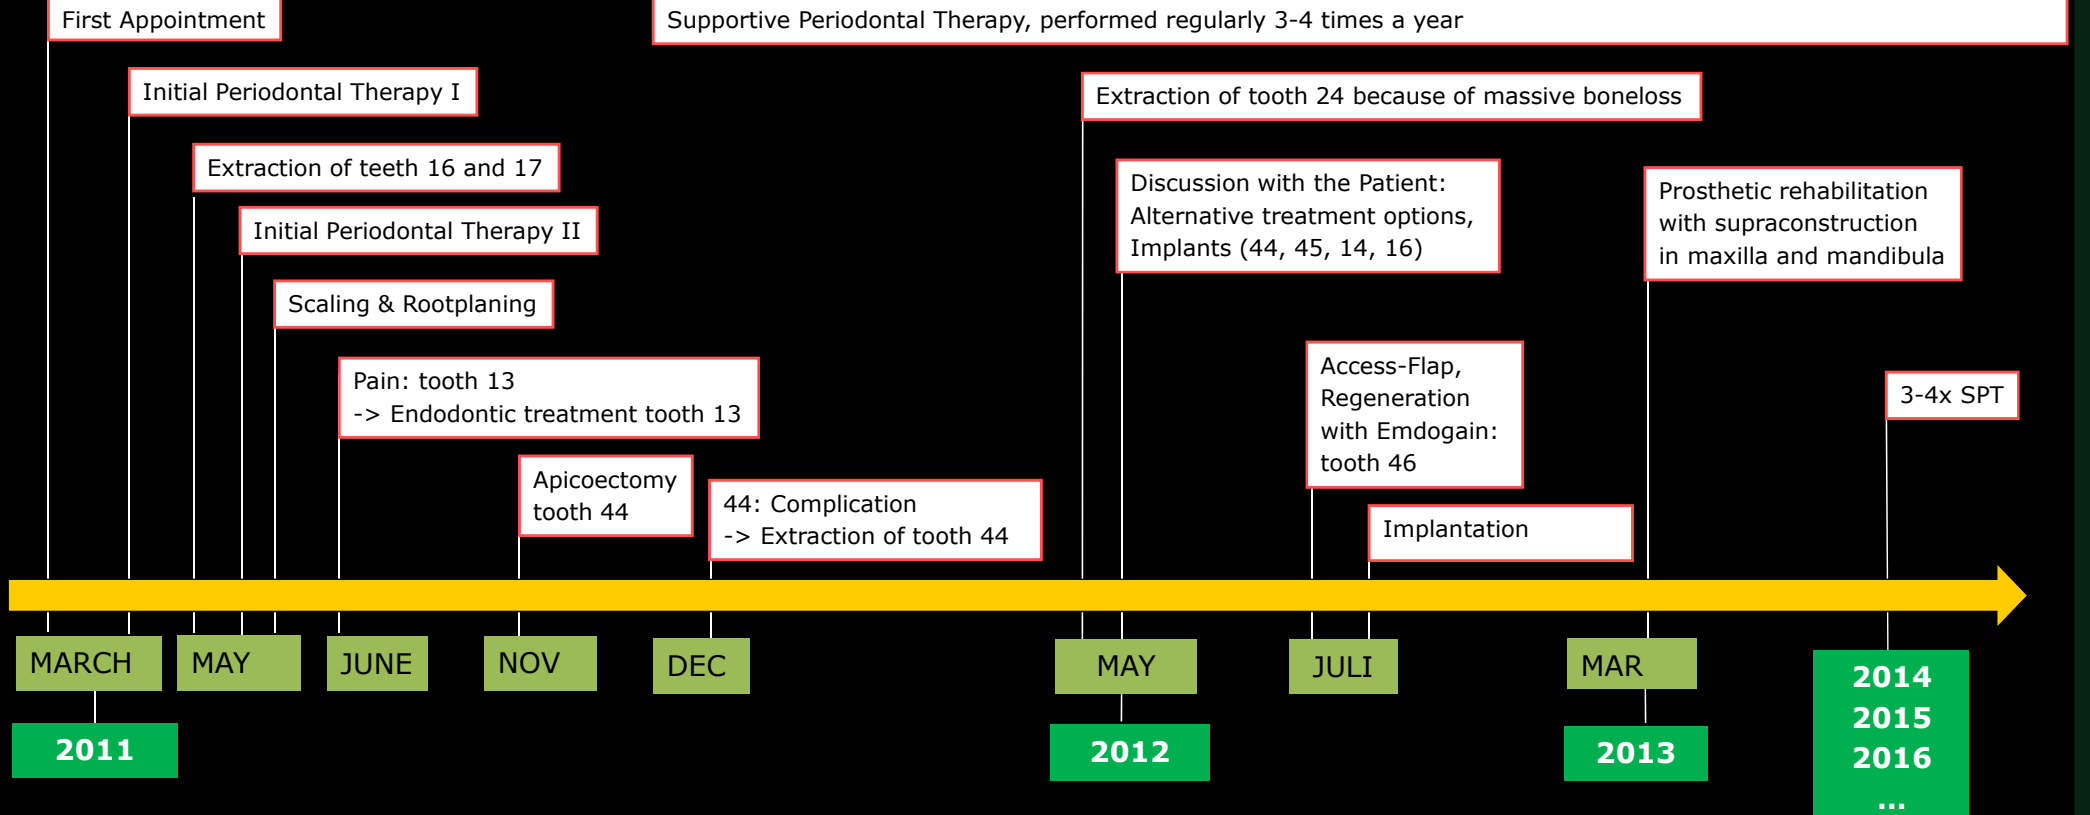 First Appointment
Supportive Periodontal Therapy, performed regularly 3-4 times a year
Initial Periodontal Therapy I
Extraction of teeth 16 and 17
Initial Periodontal Therapy II
Scaling & Rootplaning
Pain: tooth 13
-> Endodontic treatment tooth 13
Apicoectomy
tooth 44
44: Complication
-> Extraction of tooth 44
Extraction of tooth 24 because of massive boneloss
Discussion with the Patient:
Alternative treatment options,
Implants (44, 45, 14, 16)
Access-Flap,
Regeneration
with Emdogain:
tooth 46
Implantation
Prosthetic rehabilitation
with supraconstruction
in maxilla and mandibula
3-4x SPT
MARCH
MAY
JUNE
NOV
DEC
MAY
JULI
MAR
2011
2012
2013
2014
2015
2016
...